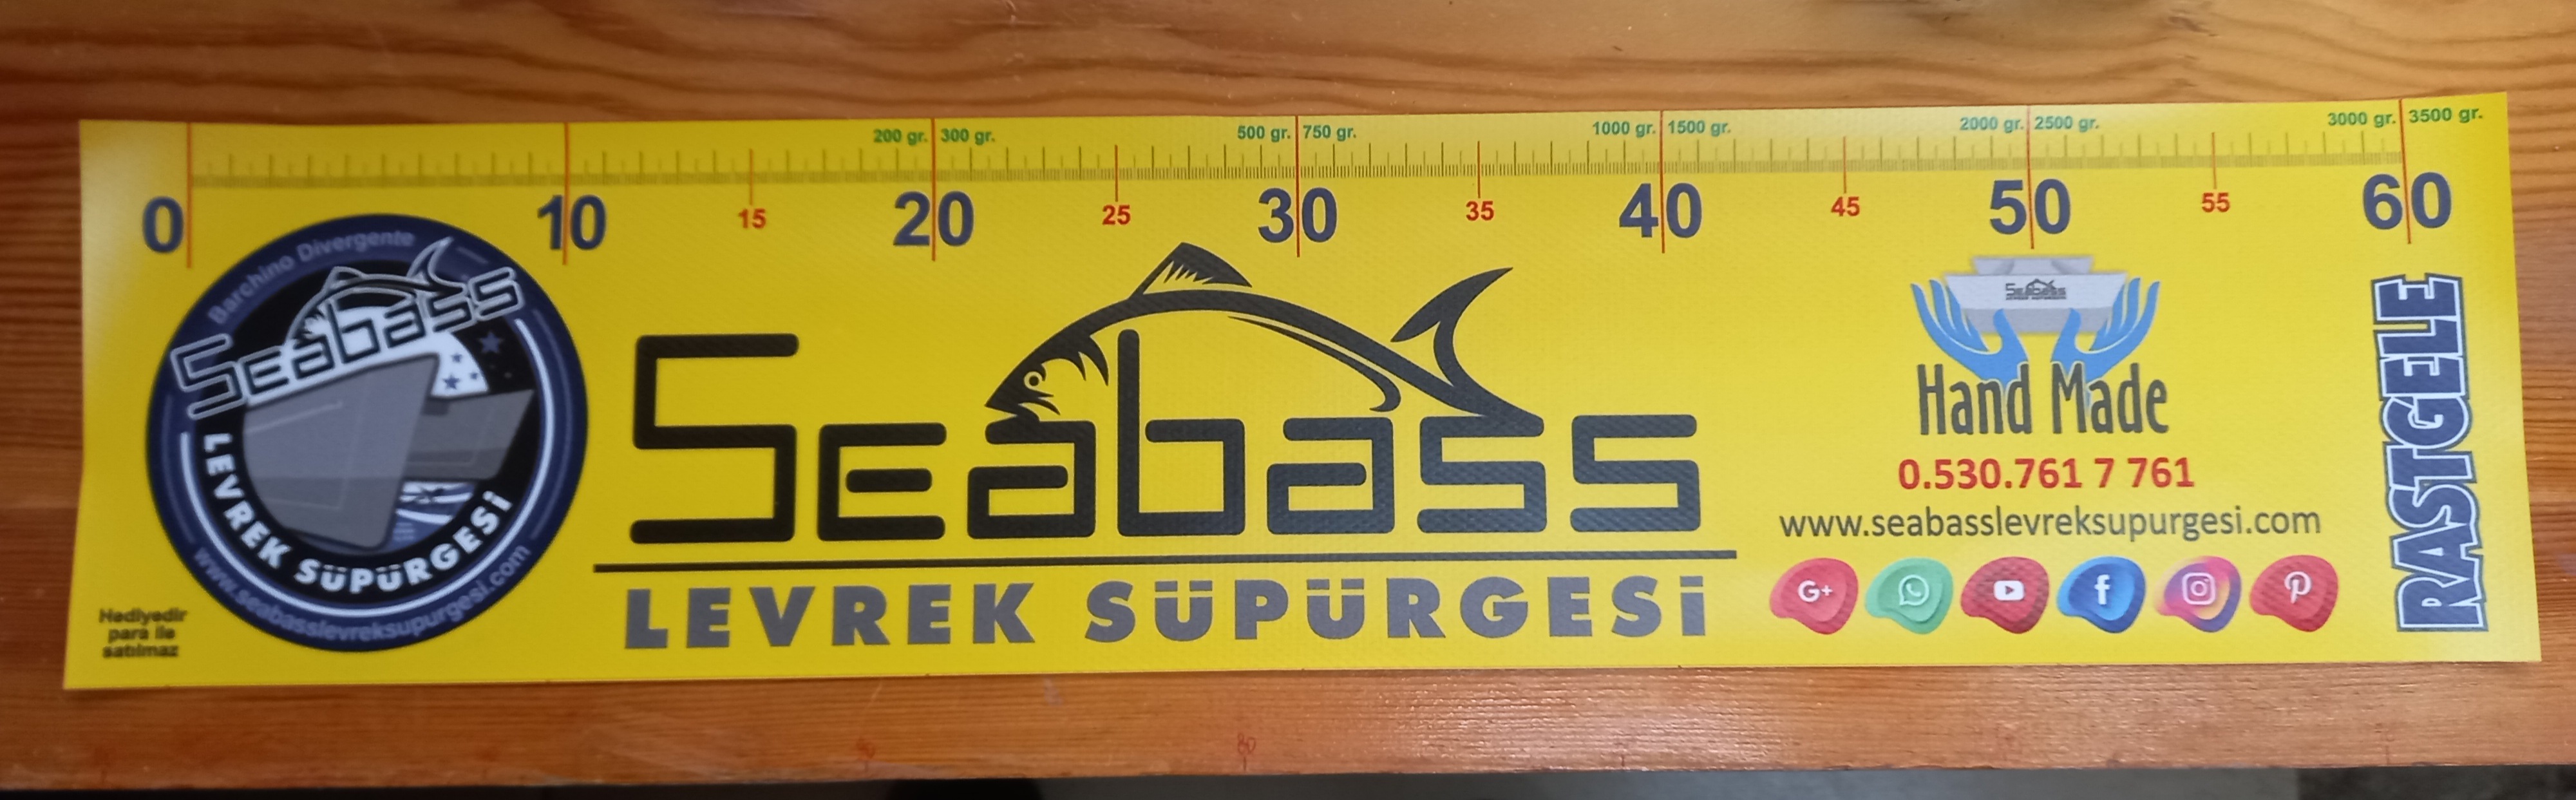 200 gr. 300 gr. 500 gr. 750 gr. 1000 gr. 1500 gr. 2000 gr. 2500 gr. 3000 gr. 3500 gr.
0 10 15 20 25 30 35 40 45 50 55 60
Barchino Divergente
Seabass
LEVREK SÜPÜRGESİ
www.seabasslevreksupurgesi.com
Hediyedir
para ile
satılmaz
Seabass
LEVREK SÜPÜRGESİ
Seabass
Hand Made
0.530.761 7 761
www.seabasslevreksupurgesi.com
G+
RASTGELE
80